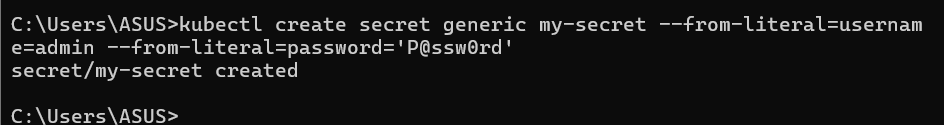 C:\Users\ASUS>kubectl create secret generic my-secret --from-literal=usernam
e=admin --from-literal=password='P@ssw0rd'
secret/my-secret created
C:\Users\ASUS>